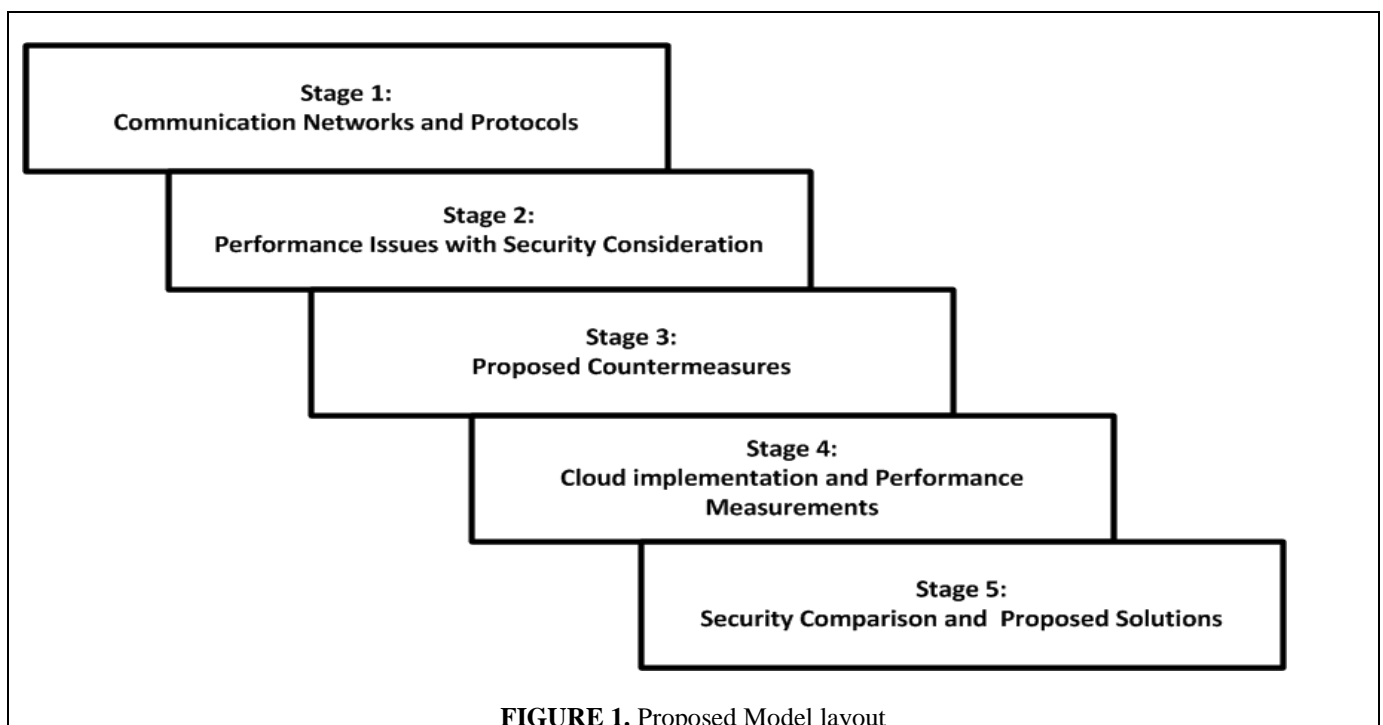 Stage 1:
Communication Networks and Protocols
Stage 2:
Performance Issues with Security Consideration
Stage 3:
Proposed Countermeasures
Stage 4:
Cloud implementation and Performance
Measurements
Stage 5:
Security Comparison and Proposed Solutions
FIGURE 1. Proposed Model layout